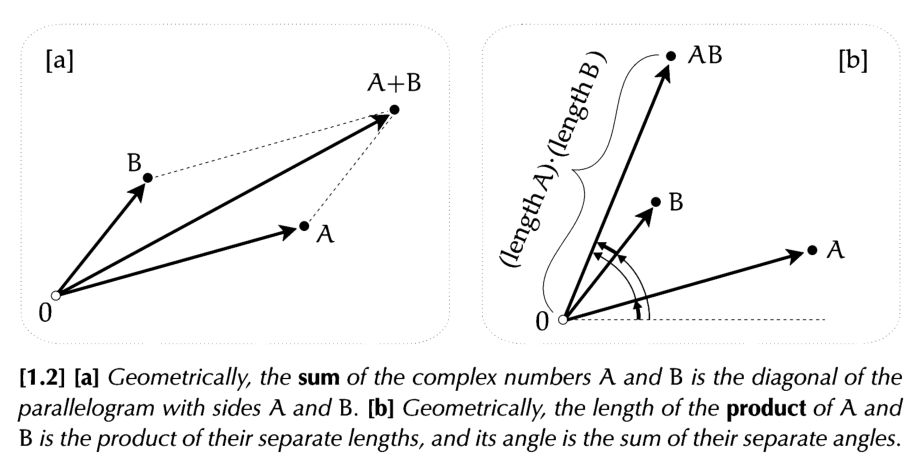 [a]
A+B
B
A
0
[b]
AB
(length A)·(length B)
B
A
0
[1.2] [a] Geometrically, the sum of the complex numbers A and B is the diagonal of the
parallelogram with sides A and B. [b] Geometrically, the length of the product of A and
B is the product of their separate lengths, and its angle is the sum of their separate angles.